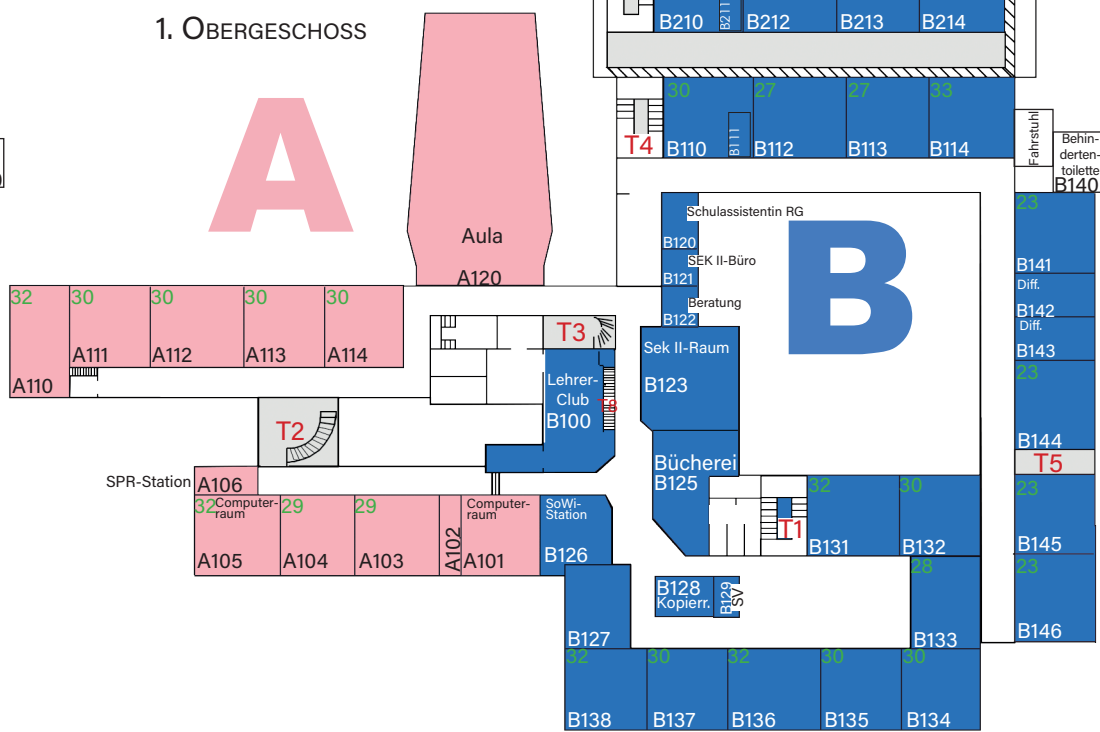 1. OBERGESCHOSS
A
B
B210
B211
B212
B213
B214
30
27
27
33
T4
B110
B111
B112
B113
B114
Fahrstuhl
Behin-
derten-
toilette
B140
Aula
A120
Schulassistentin RG
B120
SEK II-Büro
B121
Beratung
B122
23
B141
Diff.
B142
Diff.
B143
23
B144
T5
23
B145
23
B146
32
30
30
30
30
A110
A111
A112
A113
A114
T3
Lehrer-
Club
B100
T8
Sek II-Raum
B123
T2
Bücherei
B125
SPR-Station
A106
32
Computer-
raum
A105
29
A104
29
A103
A102
Computer-
raum
A101
SoWi-
Station
B126
T1
32
B131
30
B132
28
B133
B128
Kopierr.
B129
SV
B127
32
30
32
30
30
B138
B137
B136
B135
B134